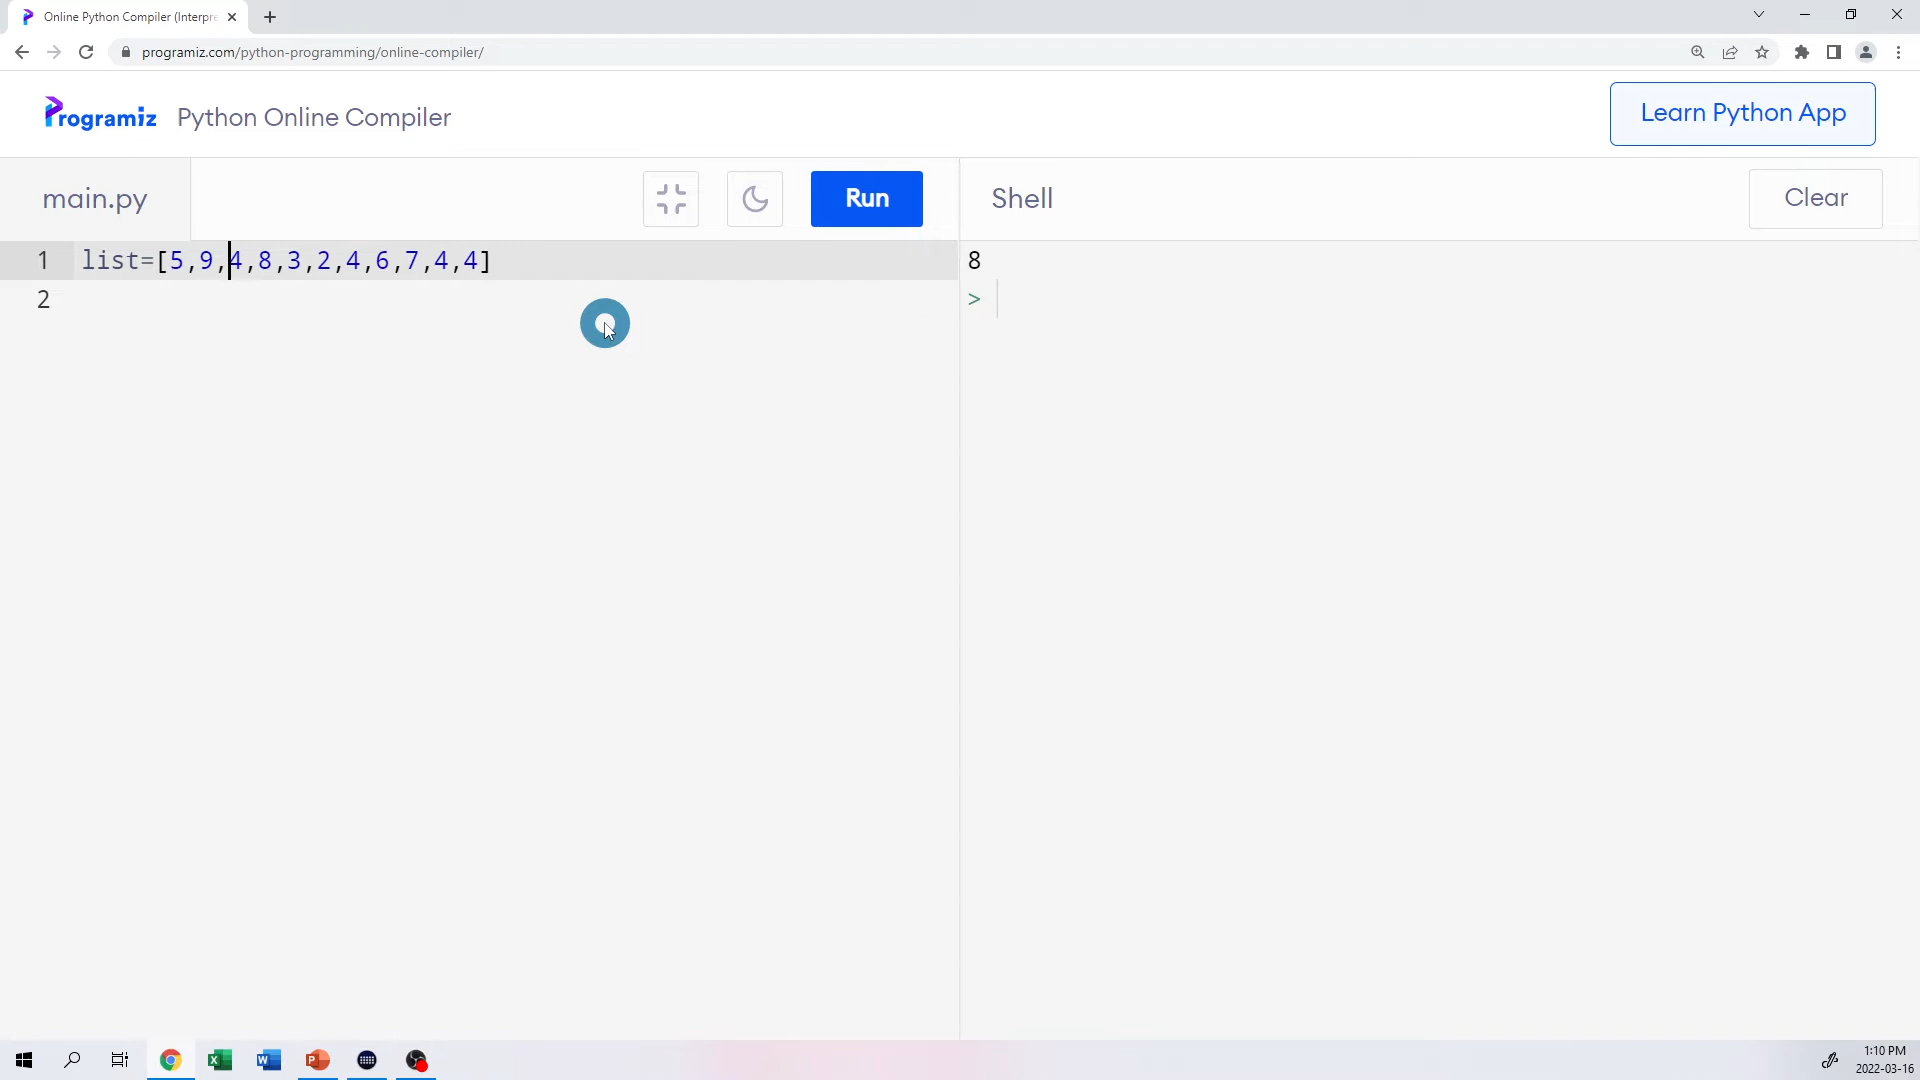 Online Python Compiler (Interpre
programiz.com/python-programming/online-compiler/
Programiz
Python Online Compiler
Learn Python App
main.py
Run
Shell
Clear
1 list=[5,9,4,8,3,2,4,6,7,4,4]
2
8
>
1:10 PM
2022-03-16